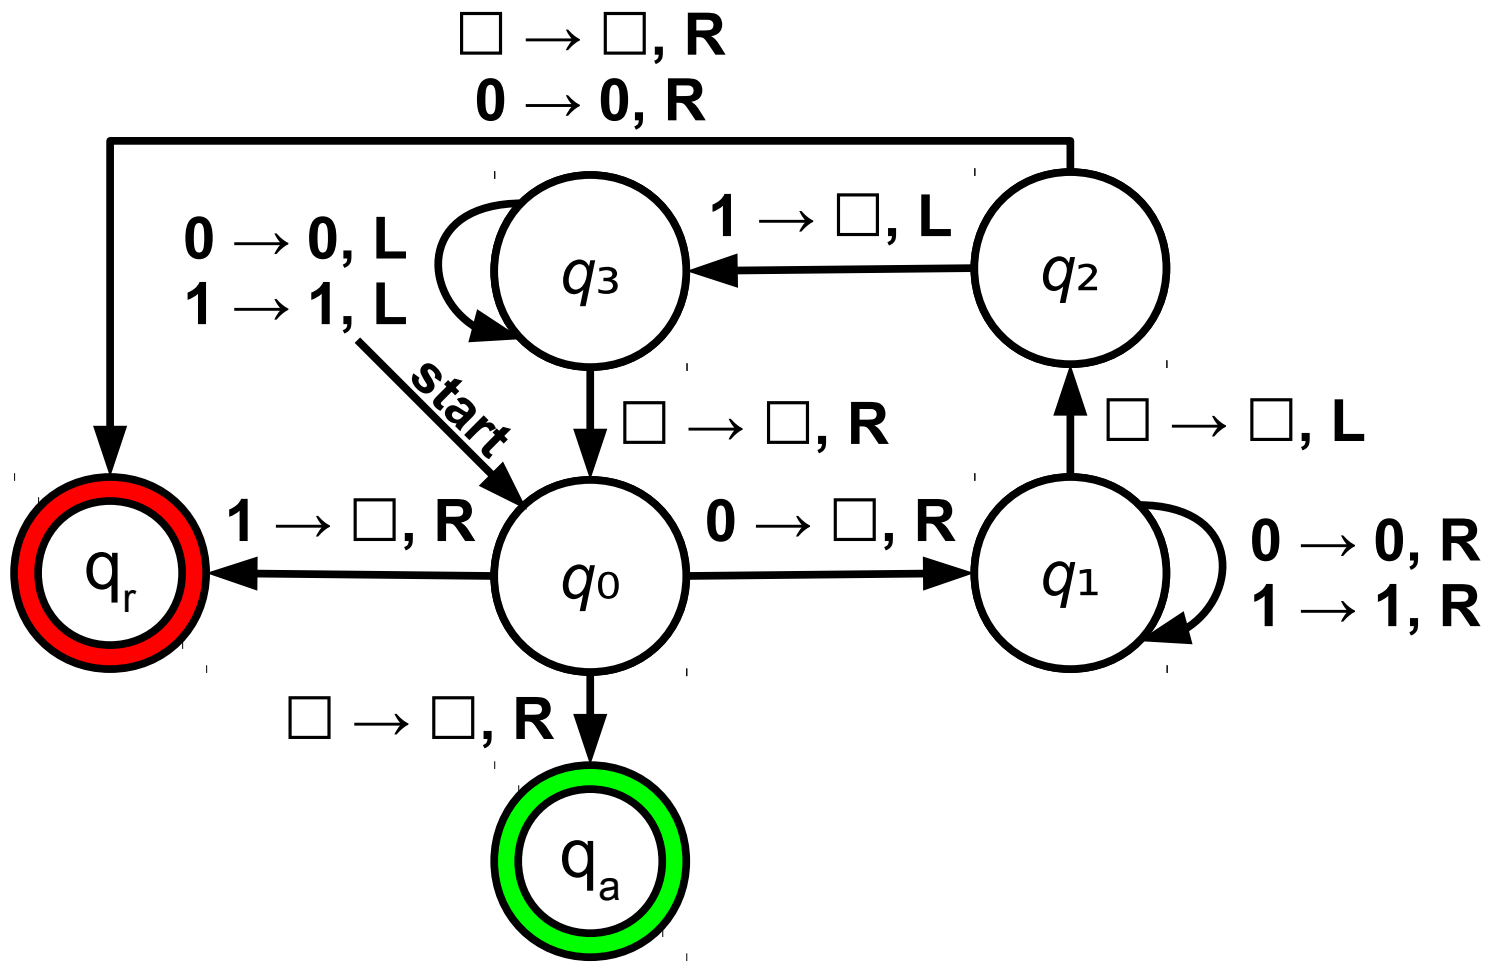 □ → □, R
0 → 0, R
0 → 0, L
1 → 1, L
start
1 → □, L
q₃
q₂
□ → □, R
□ → □, L
1 → □, R
0 → □, R
0 → 0, R
1 → 1, R
qᵣ
q₀
q₁
□ → □, R
qₐ